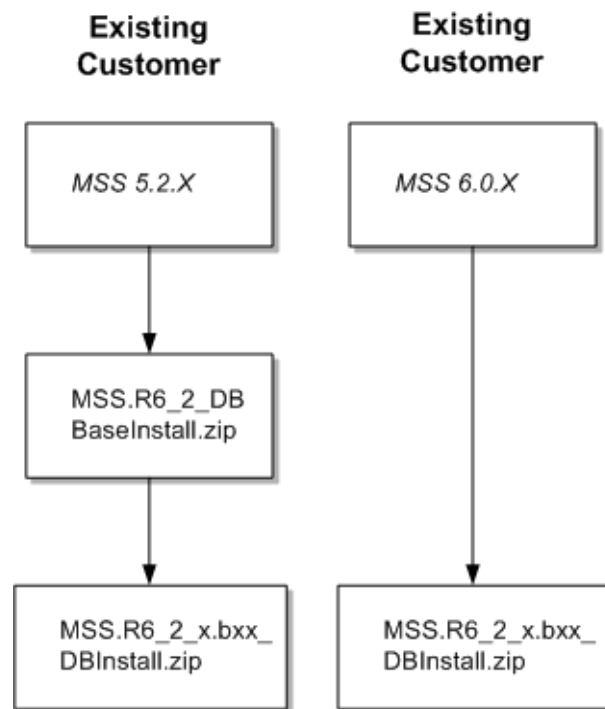 Existing
Customer
MSS 5.2.X
MSS.R6_2_DB
BaseInstall.zip
MSS.R6_2_x.bxx_
DBInstall.zip
Existing
Customer
MSS 6.0.X
MSS.R6_2_x.bxx_
DBInstall.zip